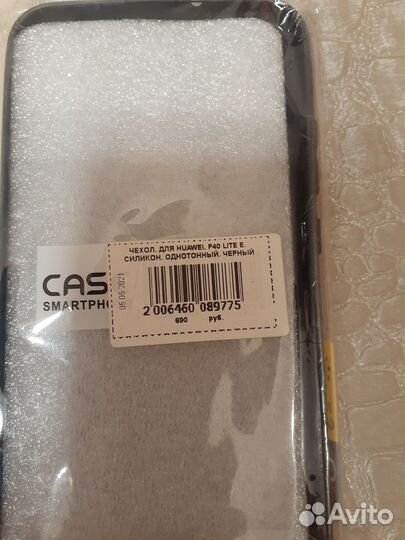 ЧЕХОЛ. ДЛЯ HUAWEI. P40 LITE E.
СИЛИКОН. ОДНОТОННЫЙ. ЧЕРНЫЙ
05.05.2021
2 006460 089775
690 руб.
CAS
SMARTPHO
Avito